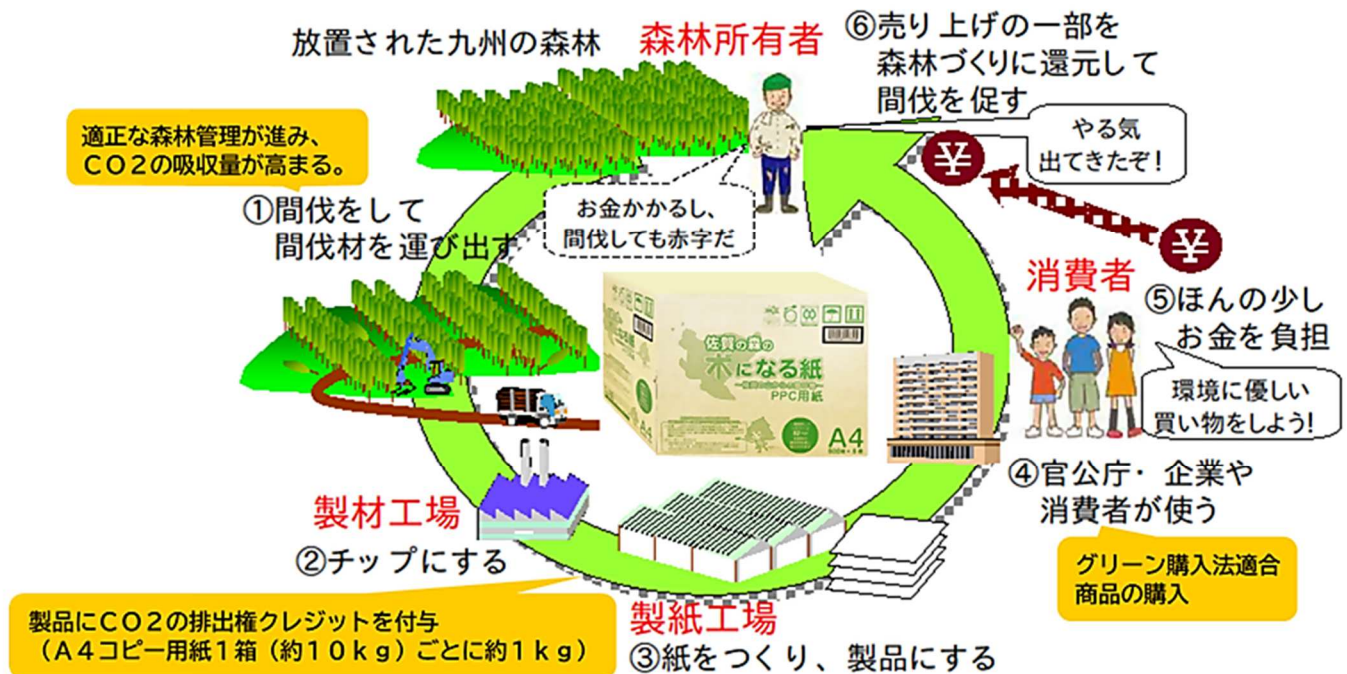 放置された九州の森林
森林所有者
⑥売り上げの一部を
森林づくりに還元して
間伐を促す
やる気
出てきたぞ！
適正な森林管理が進み、
ＣＯ２の吸収量が高まる。
①間伐をして
間伐材を運び出す
お金かかるし、
間伐しても赤字だ
¥
¥
消費者
⑤ほんの少し
お金を負担
環境に優しい
買い物をしよう！
佐賀の森の
木になる紙
PPC用紙
A4
A4
④官公庁・企業や
消費者が使う
グリーン購入法適合
商品の購入
製材工場
②チップにする
製品にＣＯ２の排出権クレジットを付与
（Ａ４コピー用紙１箱（約１０ｋｇ）ごとに約１ｋｇ）
製紙工場
③紙をつくり、製品にする